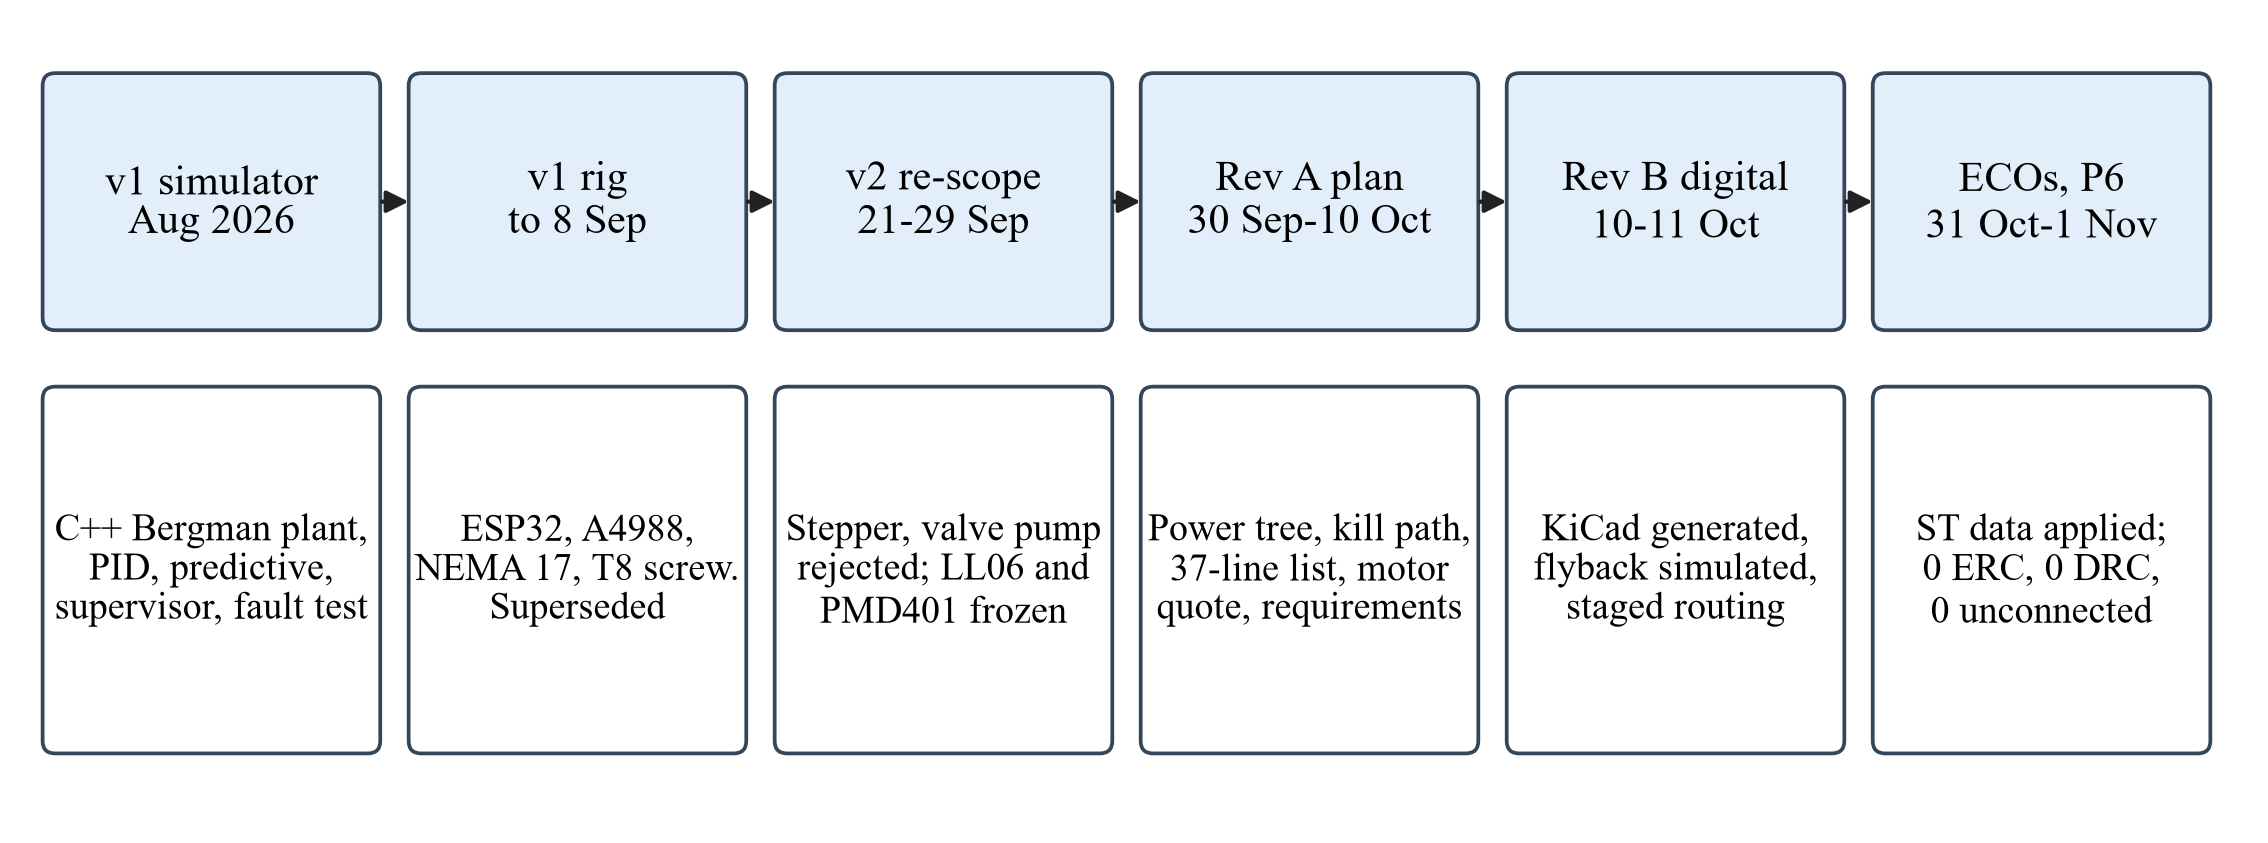 v1 simulator
Aug 2026
v1 rig
to 8 Sep
v2 re-scope
21-29 Sep
Rev A plan
30 Sep-10 Oct
Rev B digital
10-11 Oct
ECOs, P6
31 Oct-1 Nov
C++ Bergman plant,
PID, predictive,
supervisor, fault test
ESP32, A4988,
NEMA 17, T8 screw.
Superseded
Stepper, valve pump
rejected; LL06 and
PMD401 frozen
Power tree, kill path,
37-line list, motor
quote, requirements
KiCad generated,
flyback simulated,
staged routing
ST data applied;
0 ERC, 0 DRC,
0 unconnected